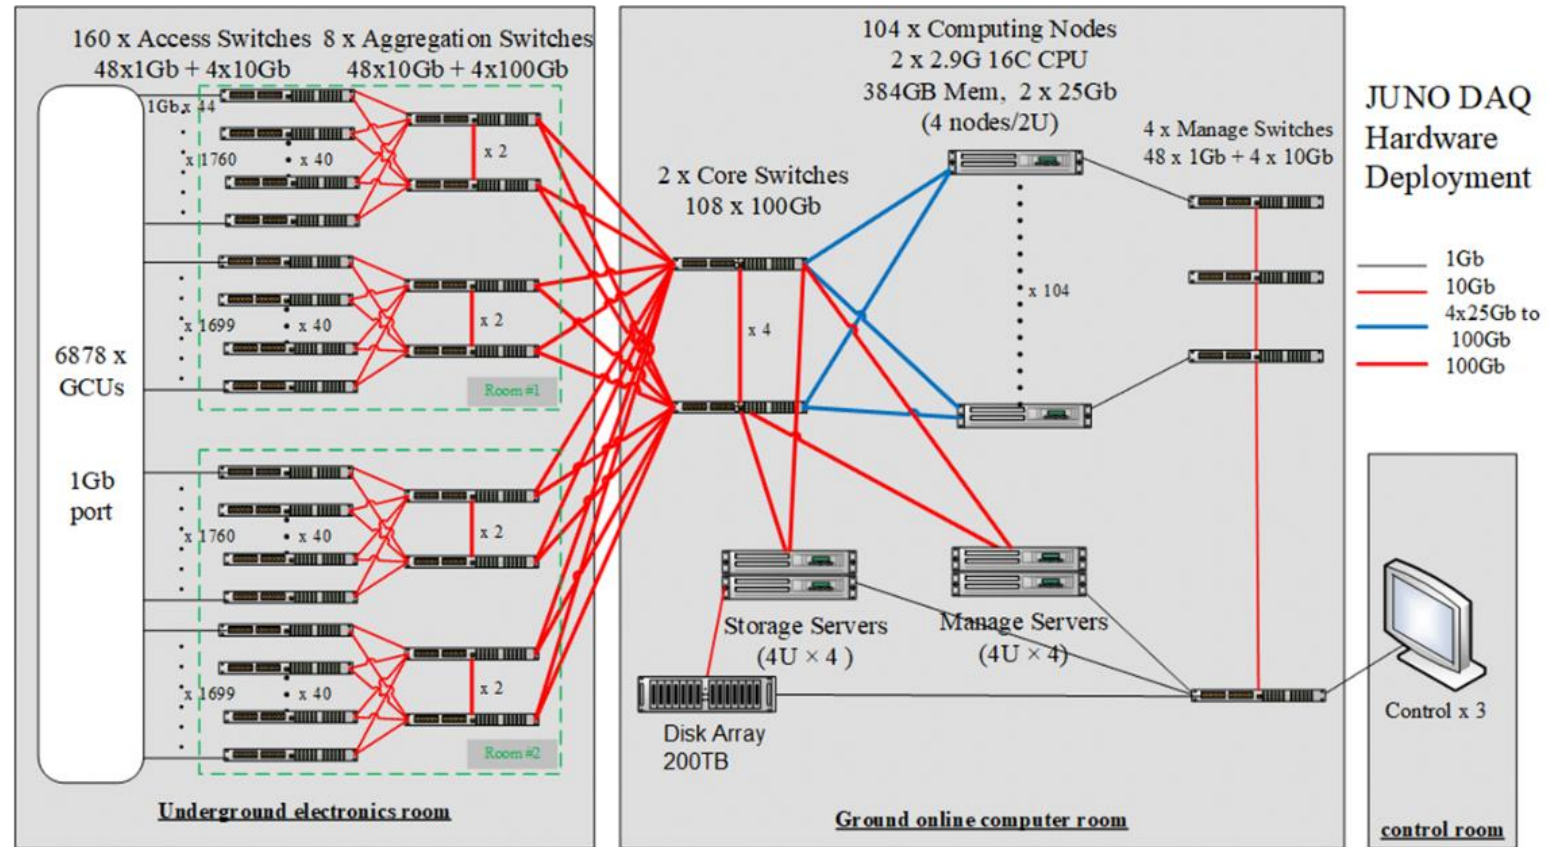 160 x Access Switches
48x1Gb + 4x10Gb
8 x Aggregation Switches
48x10Gb + 4x100Gb
1Gb x 44
x 1760
x 40
x 2
x 1699
x 40
x 2
Room #1
6878 x
GCUs
1Gb
port
x 1760
x 40
x 2
x 1699
x 40
x 2
Room #2
Underground electronics room
2 x Core Switches
108 x 100Gb
x 4
104 x Computing Nodes
2 x 2.9G 16C CPU
384GB Mem, 2 x 25Gb
(4 nodes/2U)
x 104
4 x Manage Switches
48 x 1Gb + 4 x 10Gb
Storage Servers
(4U × 4 )
Manage Servers
(4U × 4)
Disk Array
200TB
Ground online computer room
JUNO DAQ
Hardware
Deployment
1Gb
10Gb
4x25Gb to
100Gb
100Gb
Control x 3
control room